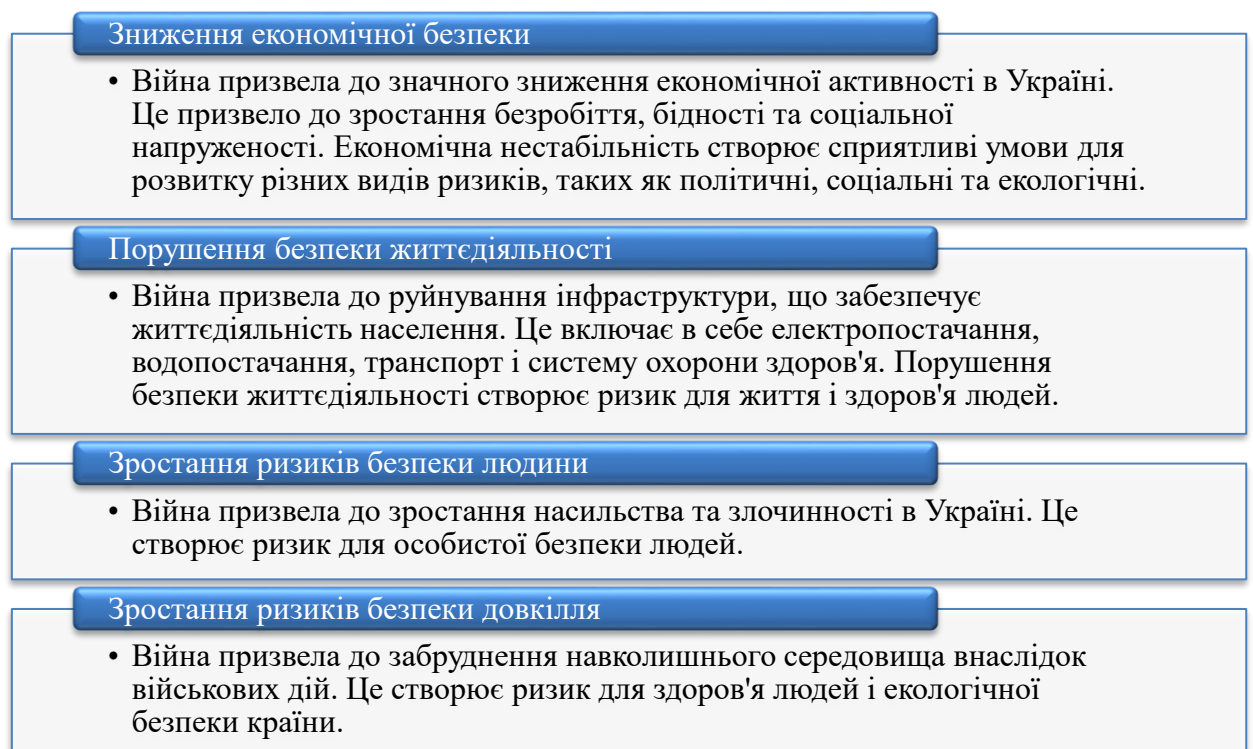 Зниження економічної безпеки
• Війна призвела до значного зниження економічної активності в Україні.
Це призвело до зростання безробіття, бідності та соціальної
напруженості. Економічна нестабільність створює сприятливі умови для
розвитку різних видів ризиків, таких як політичні, соціальні та екологічні.
Порушення безпеки життєдіяльності
• Війна призвела до руйнування інфраструктури, що забезпечує
життєдіяльність населення. Це включає в себе електропостачання,
водопостачання, транспорт і систему охорони здоров'я. Порушення
безпеки життєдіяльності створює ризик для життя і здоров'я людей.
Зростання ризиків безпеки людини
• Війна призвела до зростання насильства та злочинності в Україні. Це
створює ризик для особистої безпеки людей.
Зростання ризиків безпеки довкілля
• Війна призвела до забруднення навколишнього середовища внаслідок
військових дій. Це створює ризик для здоров'я людей і екологічної
безпеки країни.